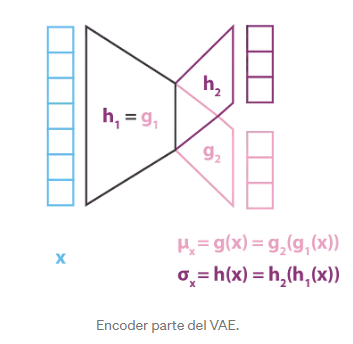 h₂
h₁ = g₁
g₂
x
μₓ = g(x) = g₂(g₁(x))
σₓ = h(x) = h₂(h₁(x))
Encoder parte del VAE.